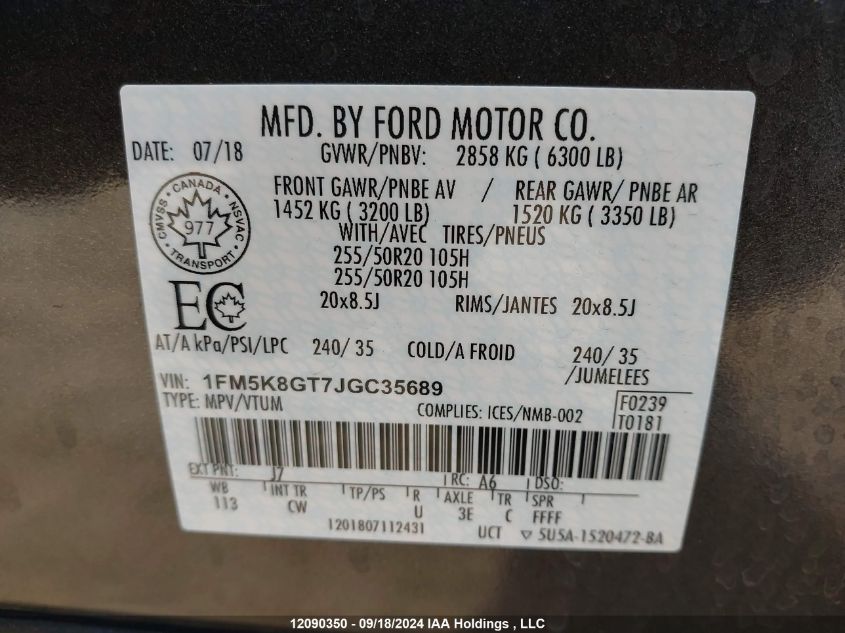 MFD. BY FORD MOTOR CO.
DATE: 07/18 GVWR/PNBV: 2858 KG ( 6300 LB)
FRONT GAWR/PNBE AV / REAR GAWR/ PNBE AR
1452 KG ( 3200 LB) 1520 KG ( 3350 LB)
WITH/AVEC TIRES/PNEUS
CANADA
CMVSS NSVAC
977
TRANSPORT
255/50R20 105H
255/50R20 105H
EC
20x8.5J RIMS/JANTES 20x8.5J
AT/A kPa/PSI/LPC 240/ 35 COLD/A FROID 240/ 35
/JUMELEES
VIN: 1FM5K8GT7JGC35689
TYPE: MPV/VTUM COMPLIES: ICES/NMB-002
F0239
T0181
EXT PNT: J7 RC: A6 DSO:
WB INT TR TP/PS R AXLE TR SPR
113 CW U 3E C FFFF
1201807112431 UCT ▽ 5U5A-1520472-BA
12090350 - 09/18/2024 IAA Holdings , LLC